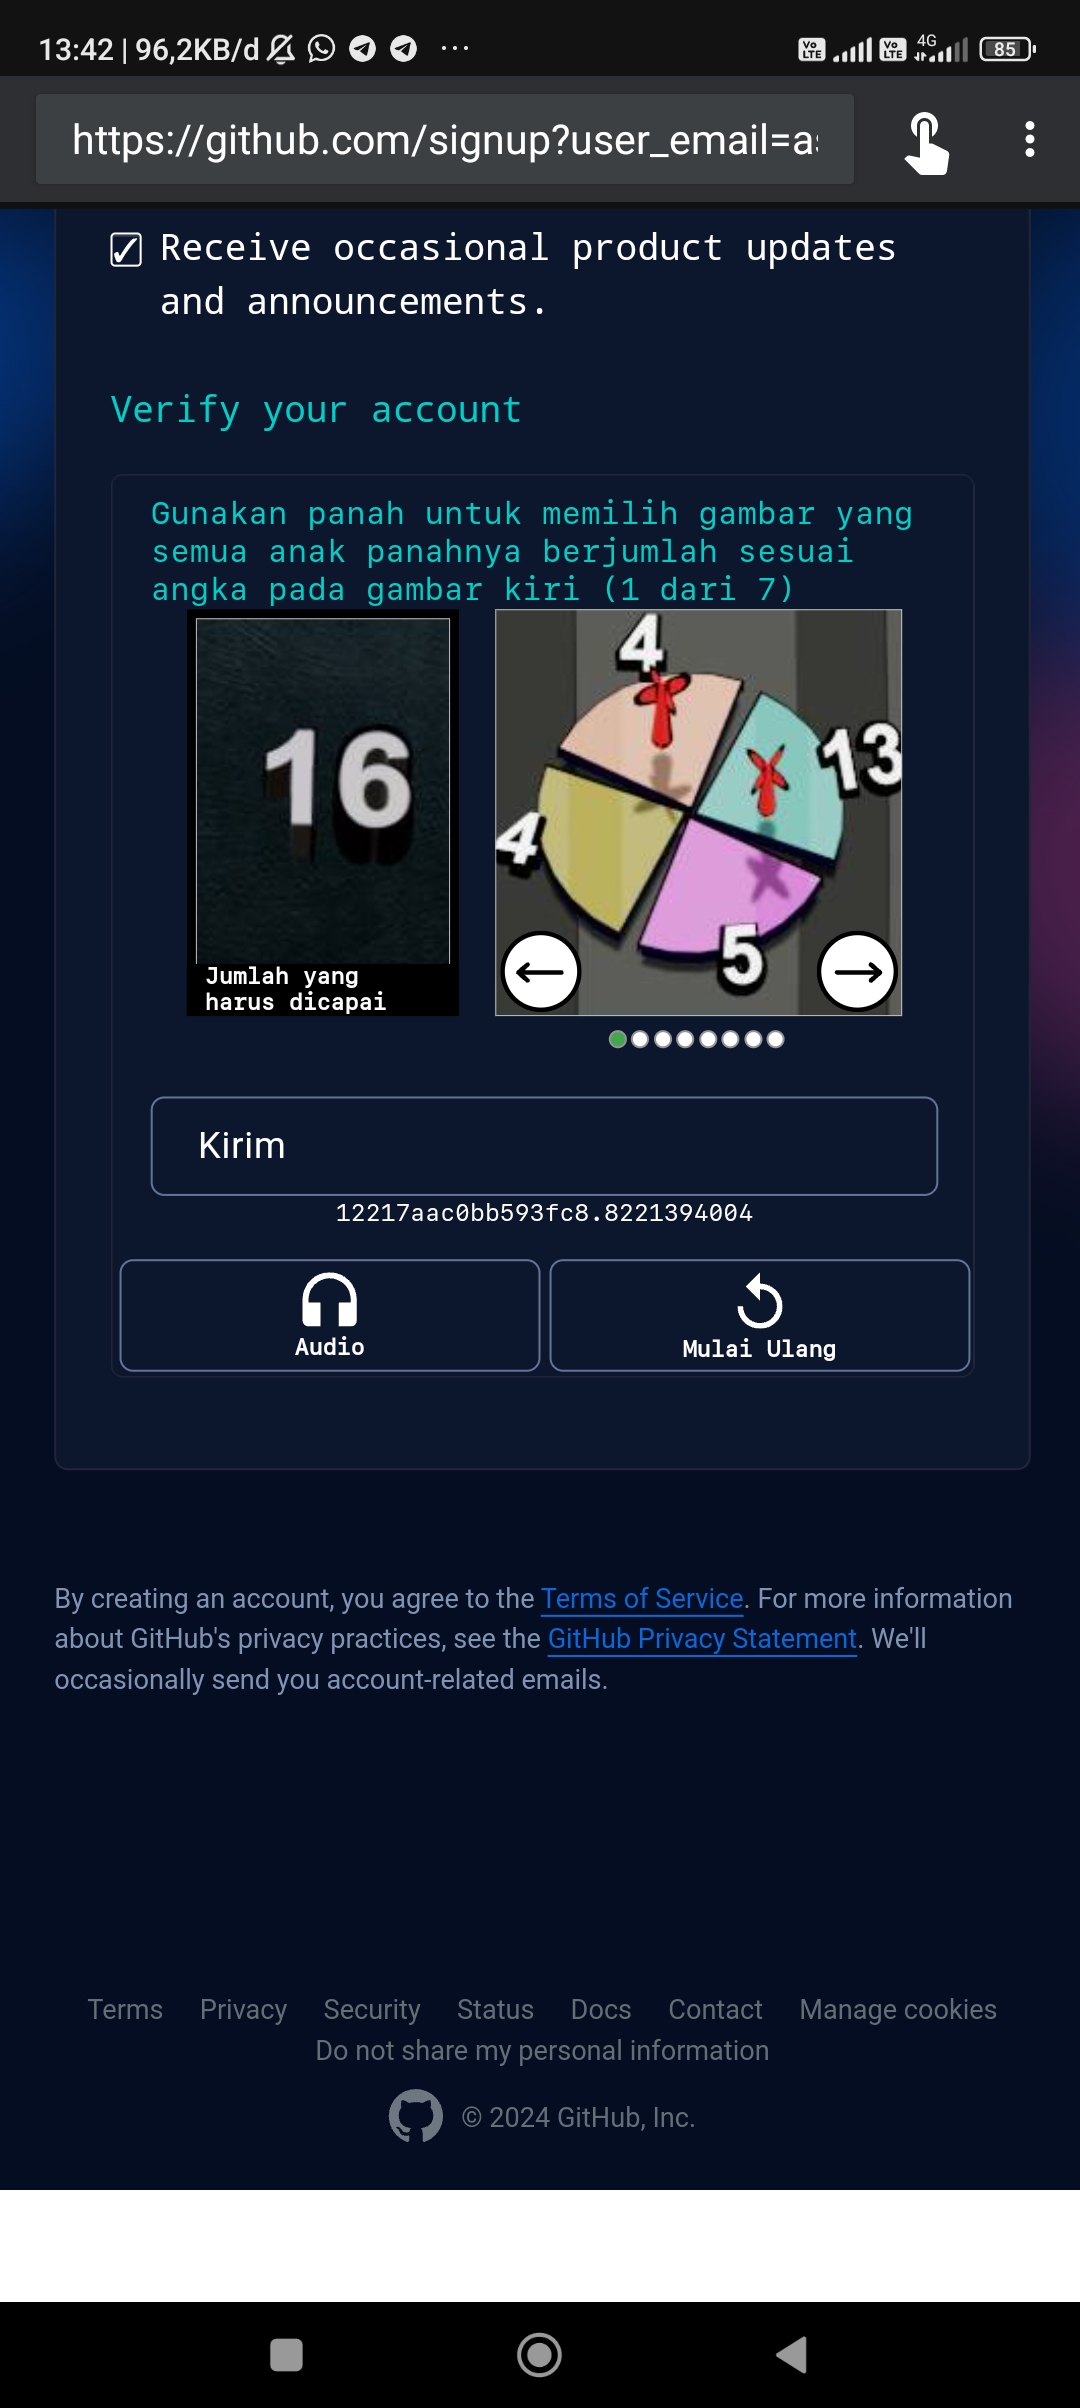 13:42 | 96,2KB/d ...
Vo LTE Vo LTE 4G 85
https://github.com/signup?user_email=as
Receive occasional product updates
and announcements.
Verify your account
Gunakan panah untuk memilih gambar yang
semua anak panahnya berjumlah sesuai
angka pada gambar kiri (1 dari 7)
16
Jumlah yang
harus dicapai
4
13
4
5
Kirim
12217aac0bb593fc8.8221394004
Audio
Mulai Ulang
By creating an account, you agree to the Terms of Service. For more information
about GitHub's privacy practices, see the GitHub Privacy Statement. We'll
occasionally send you account-related emails.
Terms Privacy Security Status Docs Contact Manage cookies
Do not share my personal information
© 2024 GitHub, Inc.